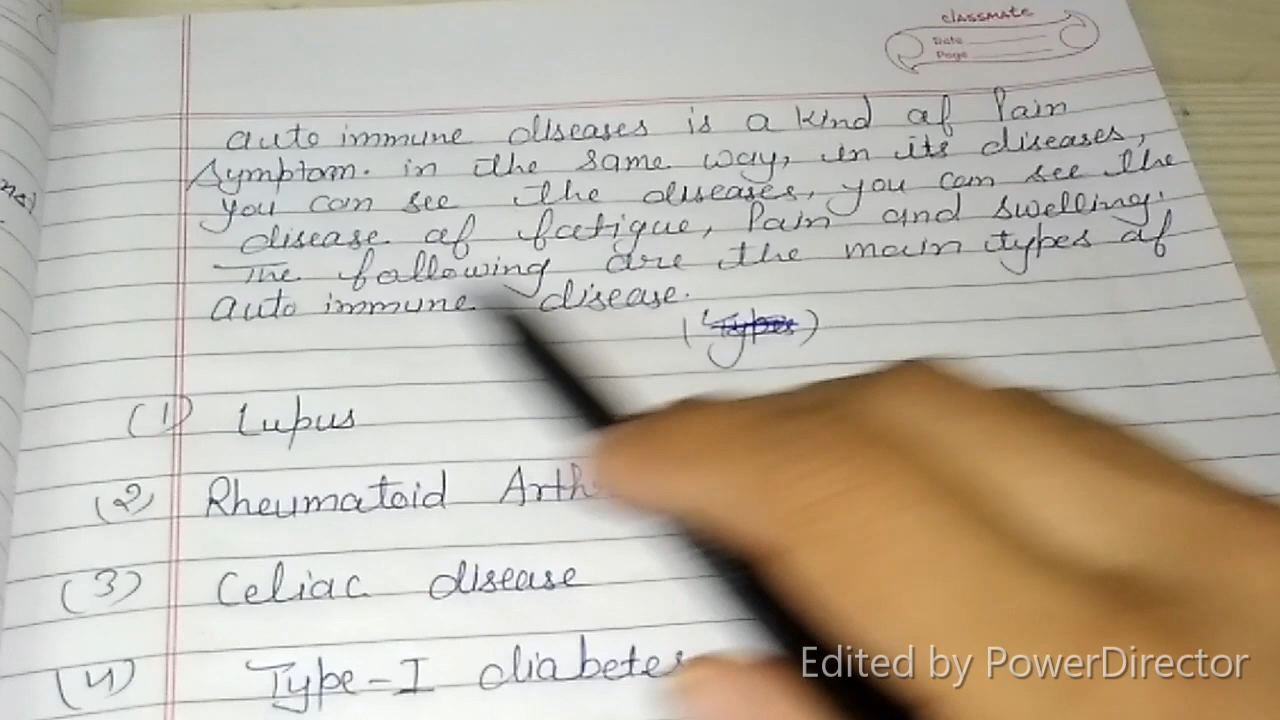 classmate
Date
Page
auto immune diseases is a kind of Pain
Symptom. in the same way, in its diseases,
you can see the diseases, you can see the
disease of fatigue, Pain and swelling.
The following are the main types of
auto immune disease.
(Types)
(1) Lupus
(2) Rheumatoid Arth
(3) Celiac disease
(4) Type-I diabetes
Edited by PowerDirector